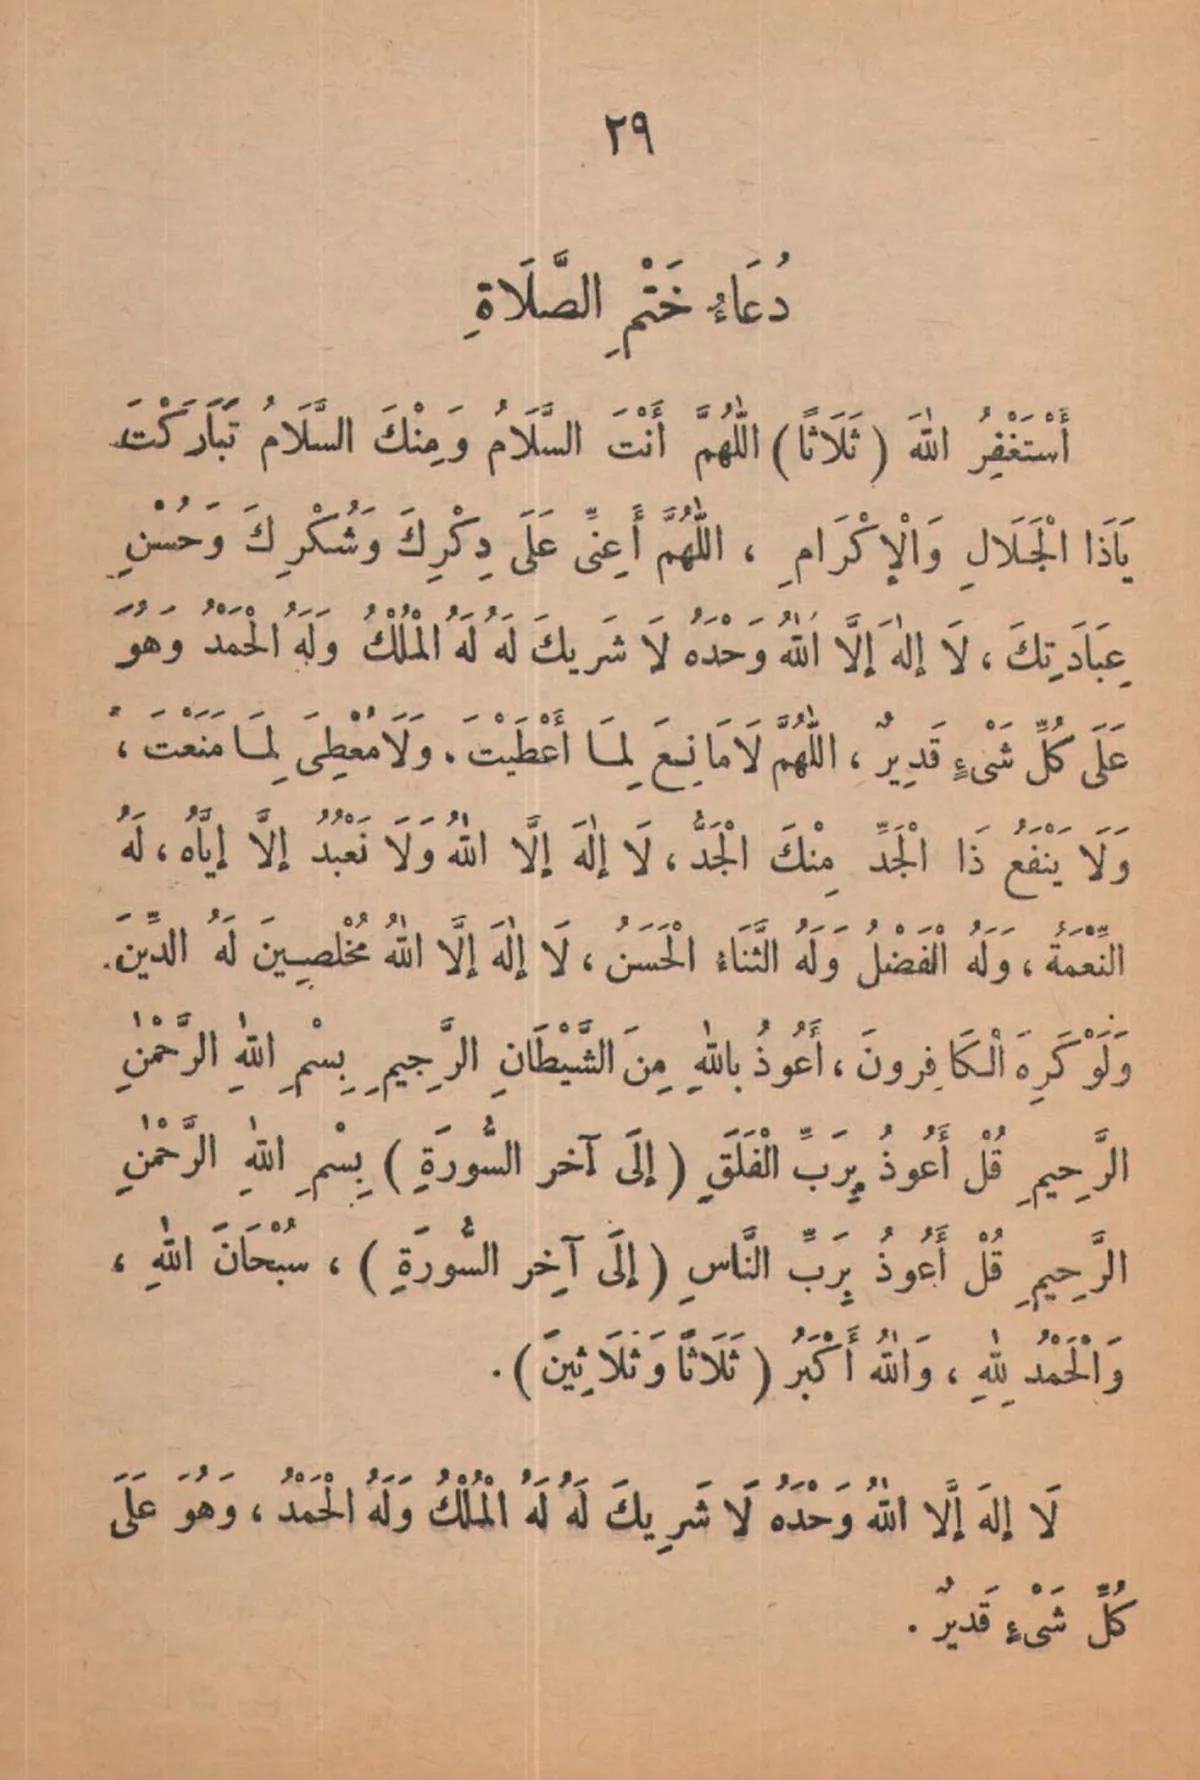 ٢٩
دُعَاءُ خَتْمِ الصَّلَاةِ
أَسْتَغْفِرُ اللهَ (ثَلَاثًا) اللّٰهُمَّ أَنْتَ السَّلَامُ وَمِنْكَ السَّلَامُ تَبَارَكْتَ
يَاذَا الْجَلَالِ وَالْإِكْرَامِ ، اللّٰهُمَّ أَعِنِّى عَلَى ذِكْرِكَ وَشُكْرِكَ وَحُسْنِ
عِبَادَتِكَ ، لَا إِلٰهَ إِلَّا اللهُ وَحْدَهُ لَا شَرِيكَ لَهُ لَهُ الْمُلْكُ وَلَهُ الْحَمْدُ وَهُوَ
عَلَى كُلِّ شَىْءٍ قَدِيرٌ ، اللّٰهُمَّ لَا مَانِعَ لِمَا أَعْطَيْتَ . وَلَا مُعْطِىَ لِمَا مَنَعْتَ ،
وَلَا يَنْفَعُ ذَا الْجَدِّ مِنْكَ الْجَدُّ ، لَا إِلٰهَ إِلَّا اللهُ وَلَا نَعْبُدُ إِلَّا إِيَّاهُ ، لَهُ
النِّعْمَةُ ، وَلَهُ الْفَضْلُ وَلَهُ الثَّنَاءُ الْحَسَنُ ، لَا إِلٰهَ إِلَّا اللهُ مُخْلِصِينَ لَهُ الدِّينَ .
وَلَوْ كَرِهَ الْكَافِرُونَ ، أَعُوذُ بِاللهِ مِنَ الشَّيْطَانِ الرَّجِيمِ بِسْمِ اللهِ الرَّحْمٰنِ
الرَّحِيمِ قُلْ أَعُوذُ بِرَبِّ الْفَلَقِ (إِلَى آخر السُّورَةِ) بِسْمِ اللهِ الرَّحْمٰنِ
الرَّحِيمِ قُلْ أَعُوذُ بِرَبِّ النَّاسِ (إِلَى آخِر السُّورَةِ) ، سُبْحَانَ اللهِ ،
وَالْحَمْدُ لِلّٰهِ ، وَاللهُ أَكْبَرُ (ثَلَاثًا وَثَلَاثِينَ) .
لَا إِلهَ إِلَّا اللهُ وَحْدَهُ لَا شَرِيكَ لَهُ لَهُ الْمُلْكُ وَلَهُ الْحَمْدُ ، وَهُوَ عَلَى
كُلِّ شَىْءٍ قَدِيرٌ .